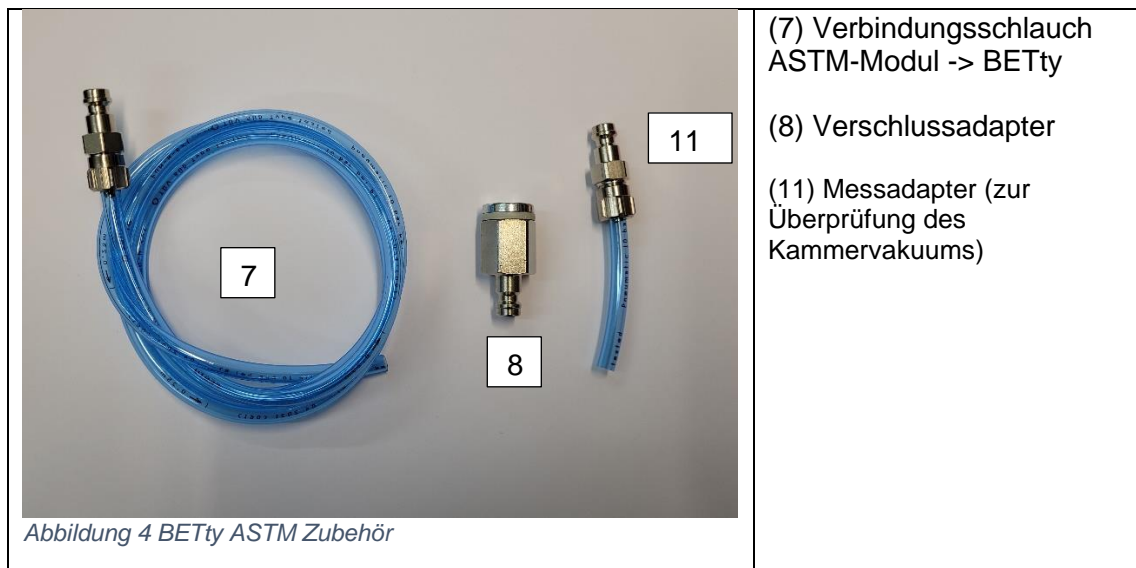 11
7
8
Abbildung 4 BETty ASTM Zubehör
(7) Verbindungsschlauch
ASTM-Modul -> BETty
(8) Verschlussadapter
(11) Messadapter (zur
Überprüfung des
Kammervakuums)